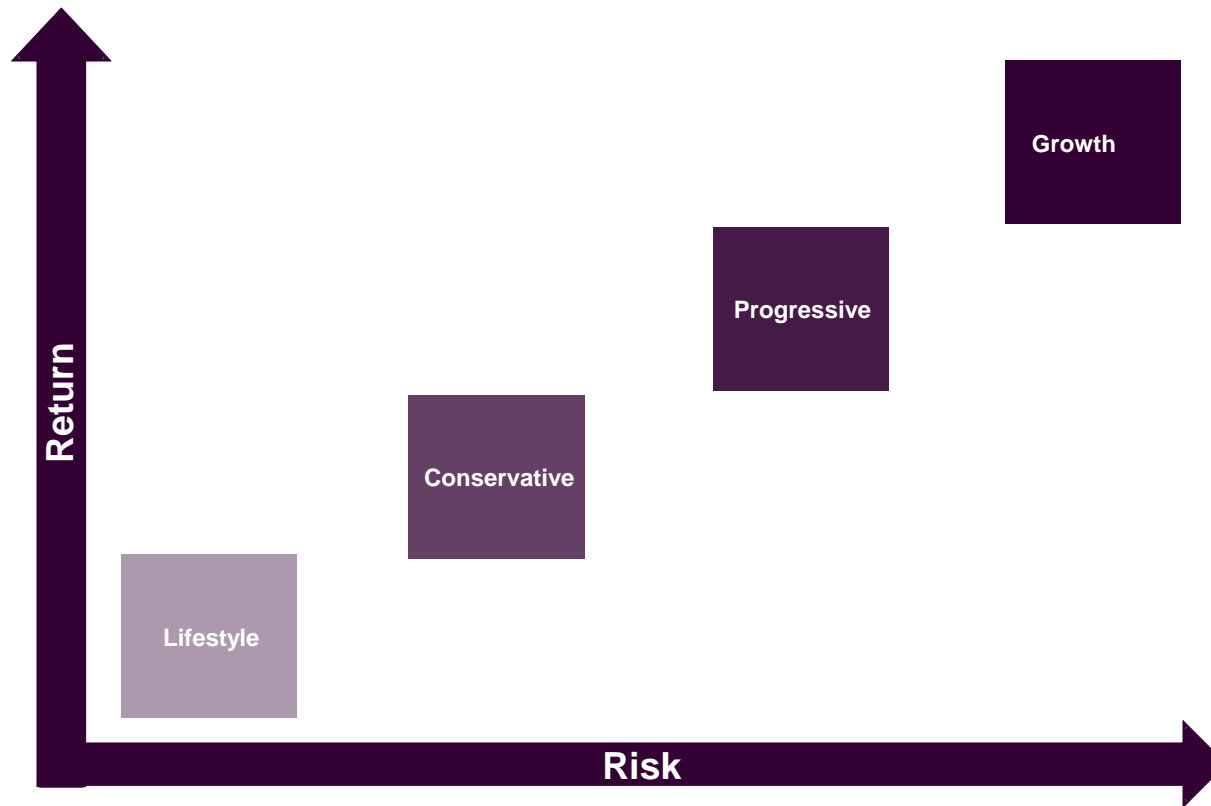 Growth
Progressive
Return
Conservative
Lifestyle
Risk